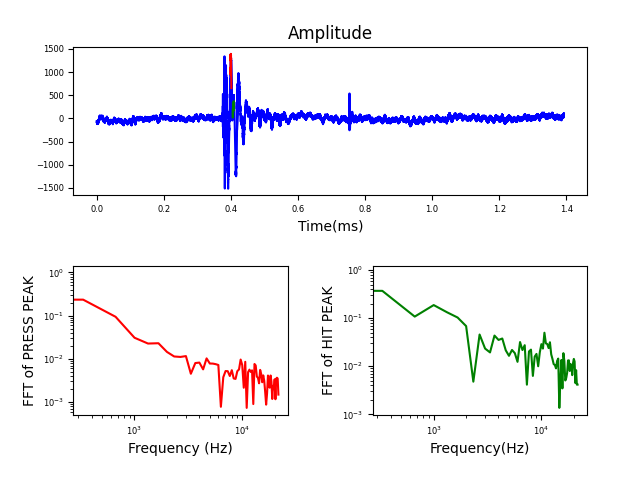 Amplitude
1500
1000
500
0
−500
−1000
−1500
0.0 0.2 0.4 0.6 0.8 1.0 1.2 1.4
Time(ms)
FFT of PRESS PEAK
10⁰
10⁻¹
10⁻²
10⁻³
10³ 10⁴
Frequency (Hz)
FFT of HIT PEAK
10⁰
10⁻¹
10⁻²
10⁻³
10³ 10⁴
Frequency(Hz)